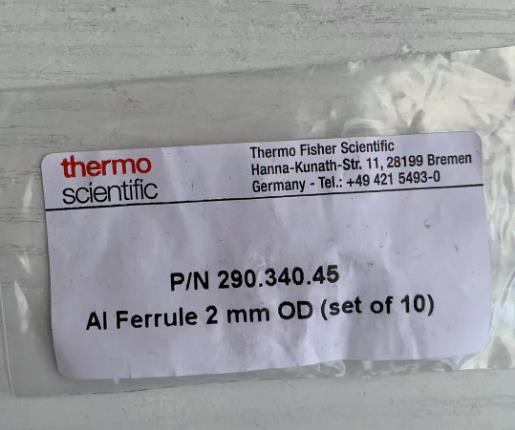 thermo
scientific
Thermo Fisher Scientific
Hanna-Kunath-Str. 11, 28199 Bremen
Germany - Tel.: +49 421 5493-0
P/N 290.340.45
Al Ferrule 2 mm OD (set of 10)